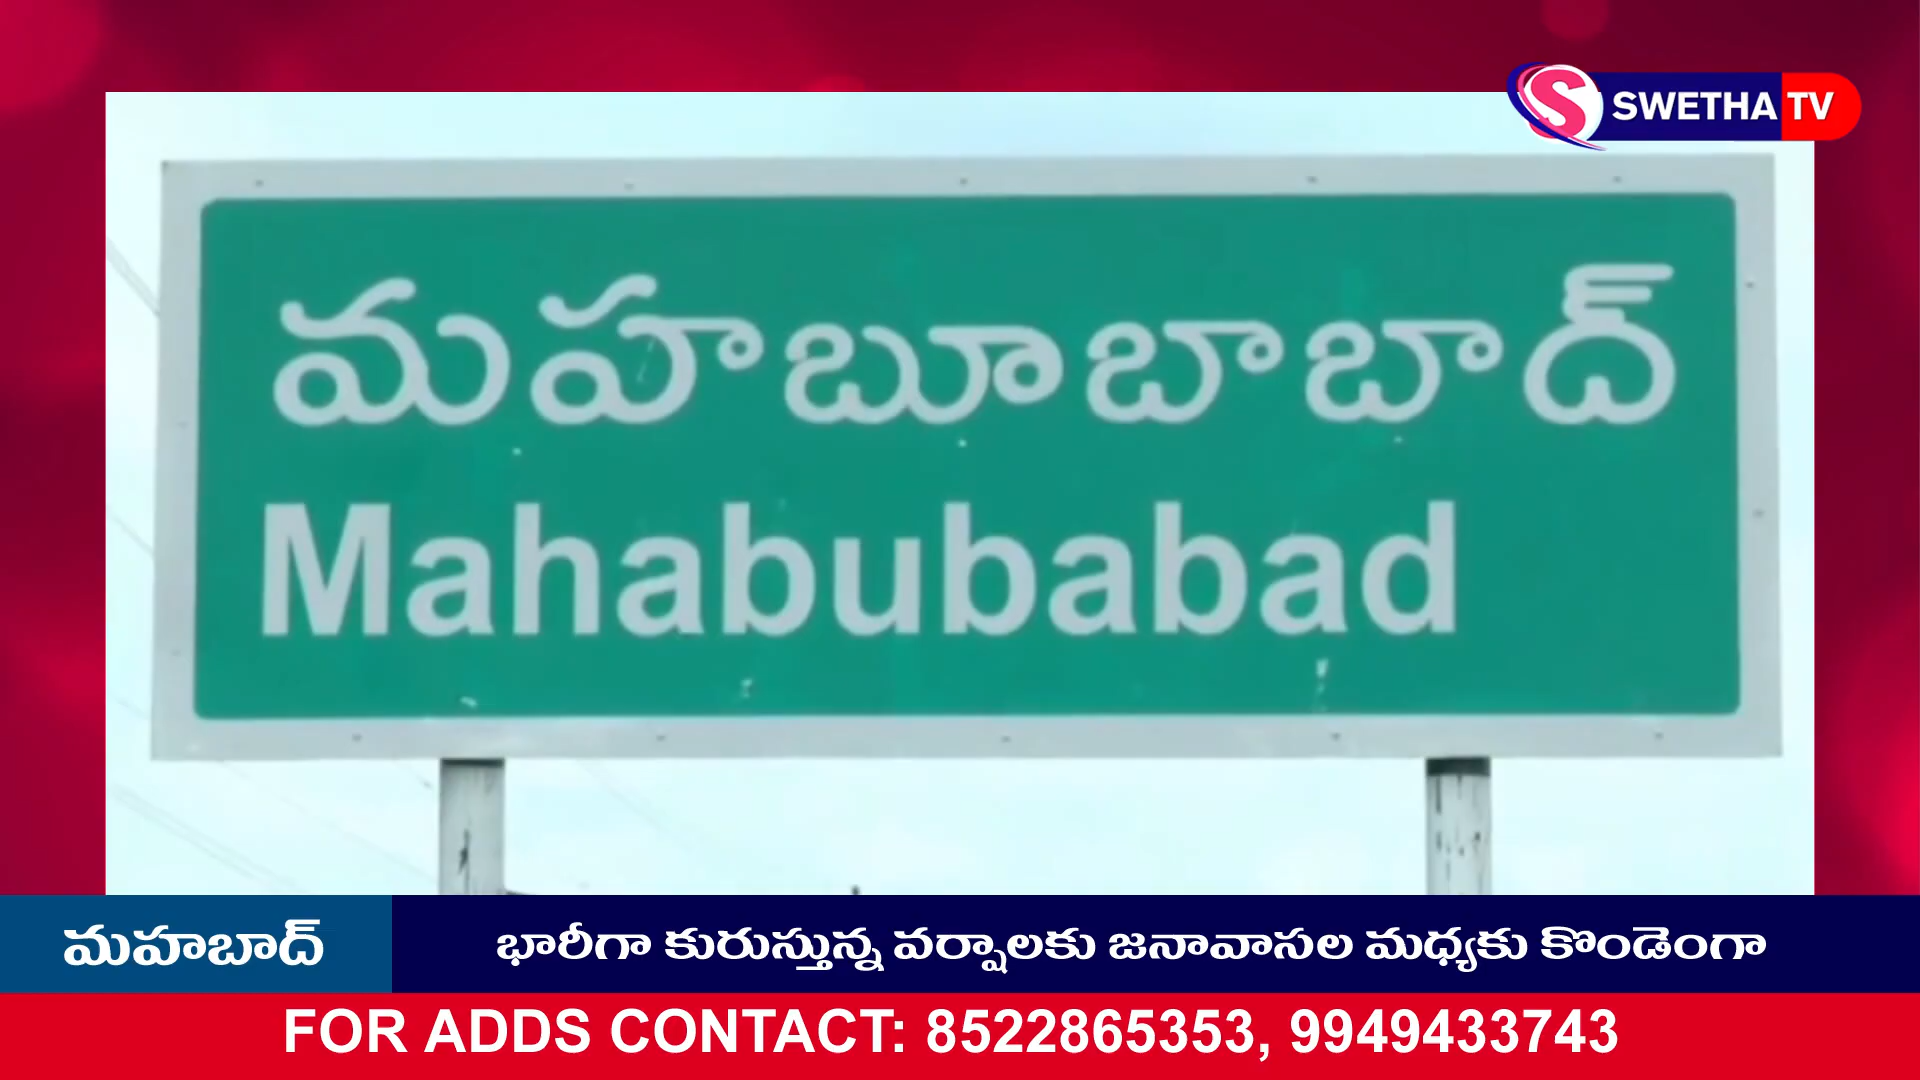 SWETHA TV
మహబూబాబాద్
Mahabubabad
మహబాద్
భారీగా కురుస్తున్న వర్షాలకు జనావాసల మధ్యకు కొండెంగా
FOR ADDS CONTACT: 8522865353, 9949433743